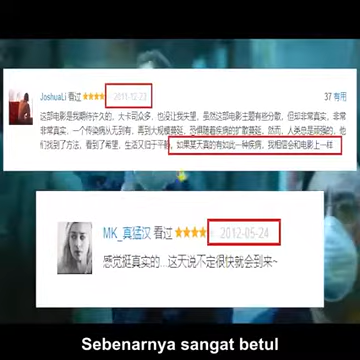 JoshuaLi 看过 2011-12-23 37 有用
这部电影是我期待许久的，大卡司众多，也没让我失望，虽然这部电影主题有些分散，但却非常真实，非常
非常真实，一个传染病从无到有，再到大规模蔓延，恐惧随着疾病的扩散蔓延，然而，人类总是顽强的，他
们找到了方法，看到了希望，生活又归于平静，如果某天真的有如此一种疾病，我相信会和电影上一样
MK_真猛汉 看过 2012-05-24
感觉挺真实的...这天说不定很快就会到来~
Sebenarnya sangat betul